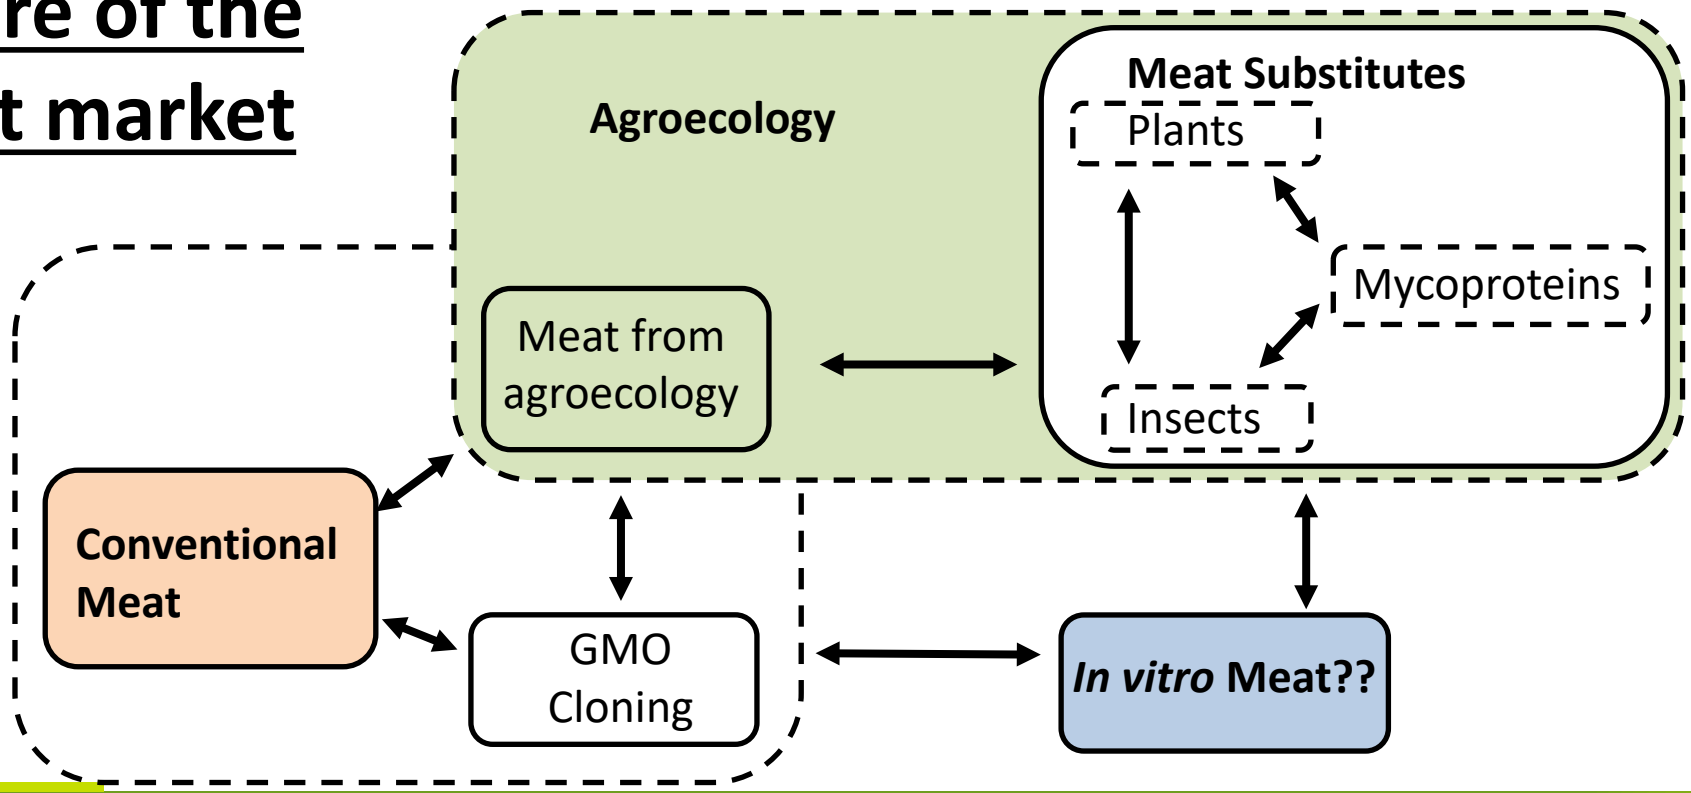 re of the
t market
Agroecology
Meat Substitutes
Plants
Mycoproteins
Insects
Meat from
agroecology
Conventional
Meat
GMO
Cloning
In vitro Meat??